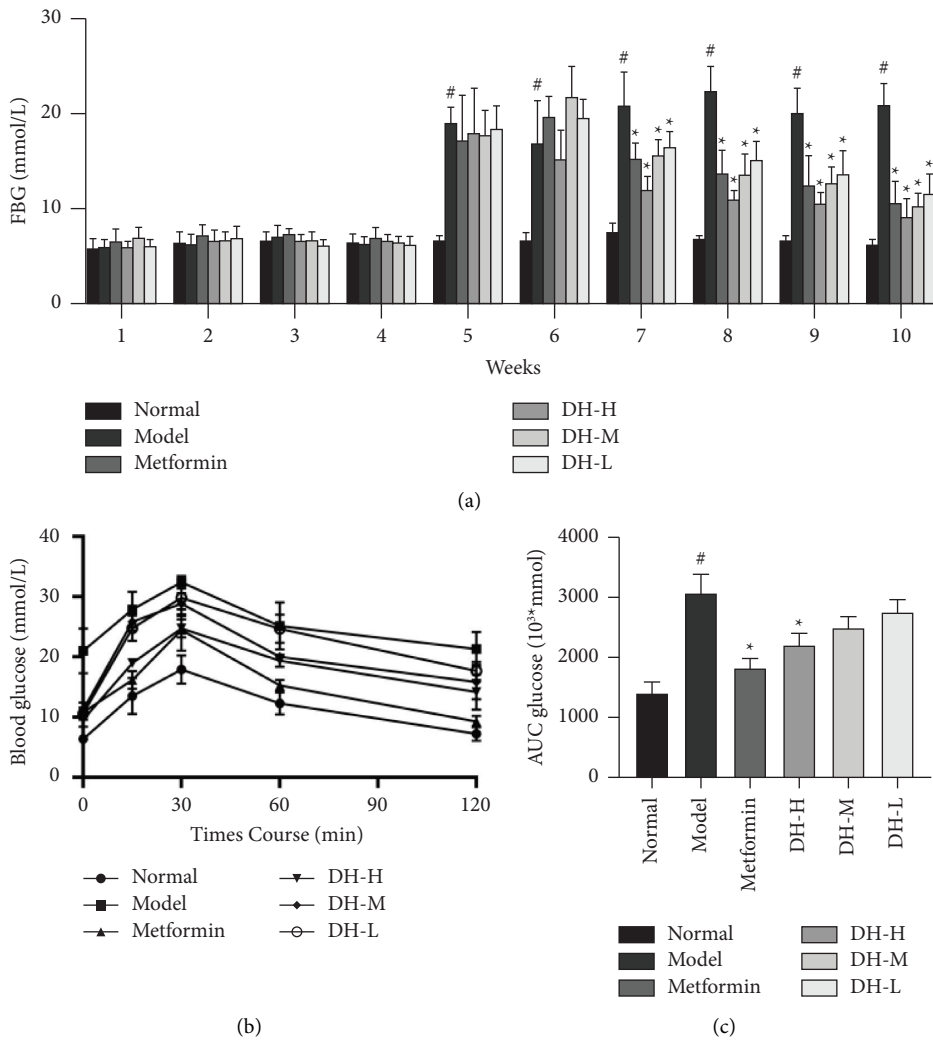 30
20
10
0
FBG (mmol/L)
# # # # # #
* * * * * * * * * * * * * * * *
1 2 3 4 5 6 7 8 9 10
Weeks
Normal DH-H
Model DH-M
Metformin DH-L
(a)
40
30
20
10
0
Blood glucose (mmol/L)
0 30 60 90 120
Times Course (min)
Normal DH-H
Model DH-M
Metformin DH-L
(b)
4000
3000
2000
1000
0
AUC glucose (10³*mmol)
#
* *
Normal Model Metformin DH-H DH-M DH-L
Normal DH-H
Model DH-M
Metformin DH-L
(c)